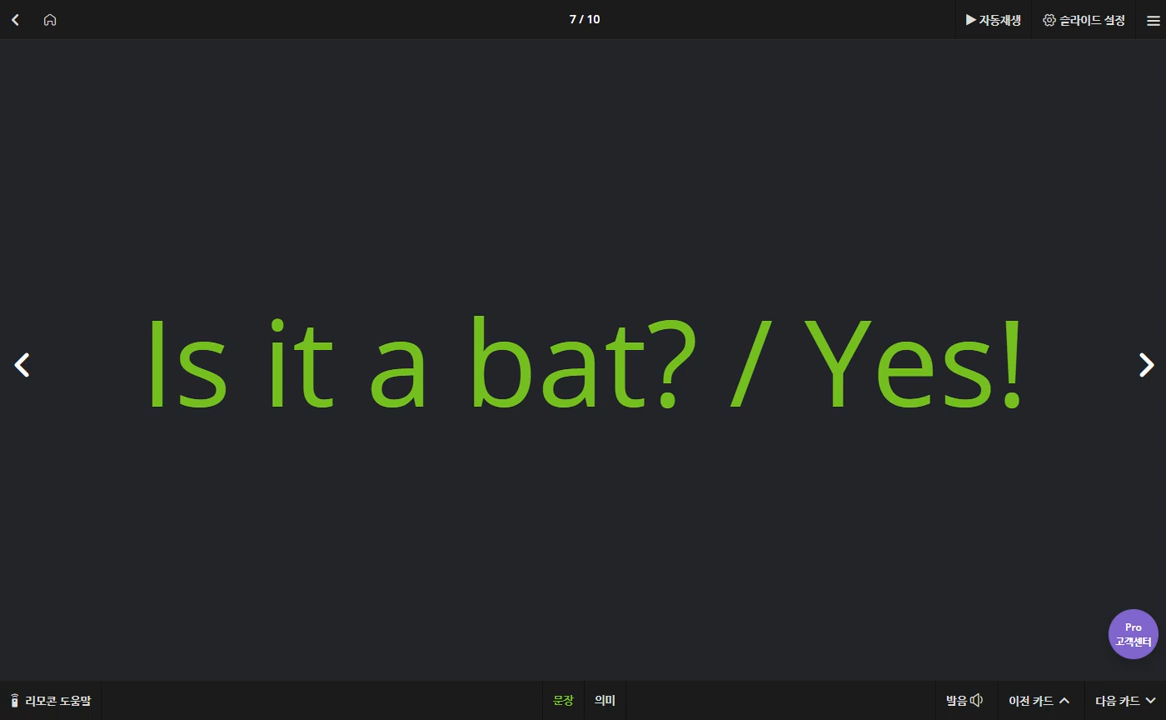 7 / 10
자동재생
슬라이드 설정
Is it a bat? / Yes!
Pro
고객센터
리모콘 도움말
문장
의미
발음
이전 카드
다음 카드